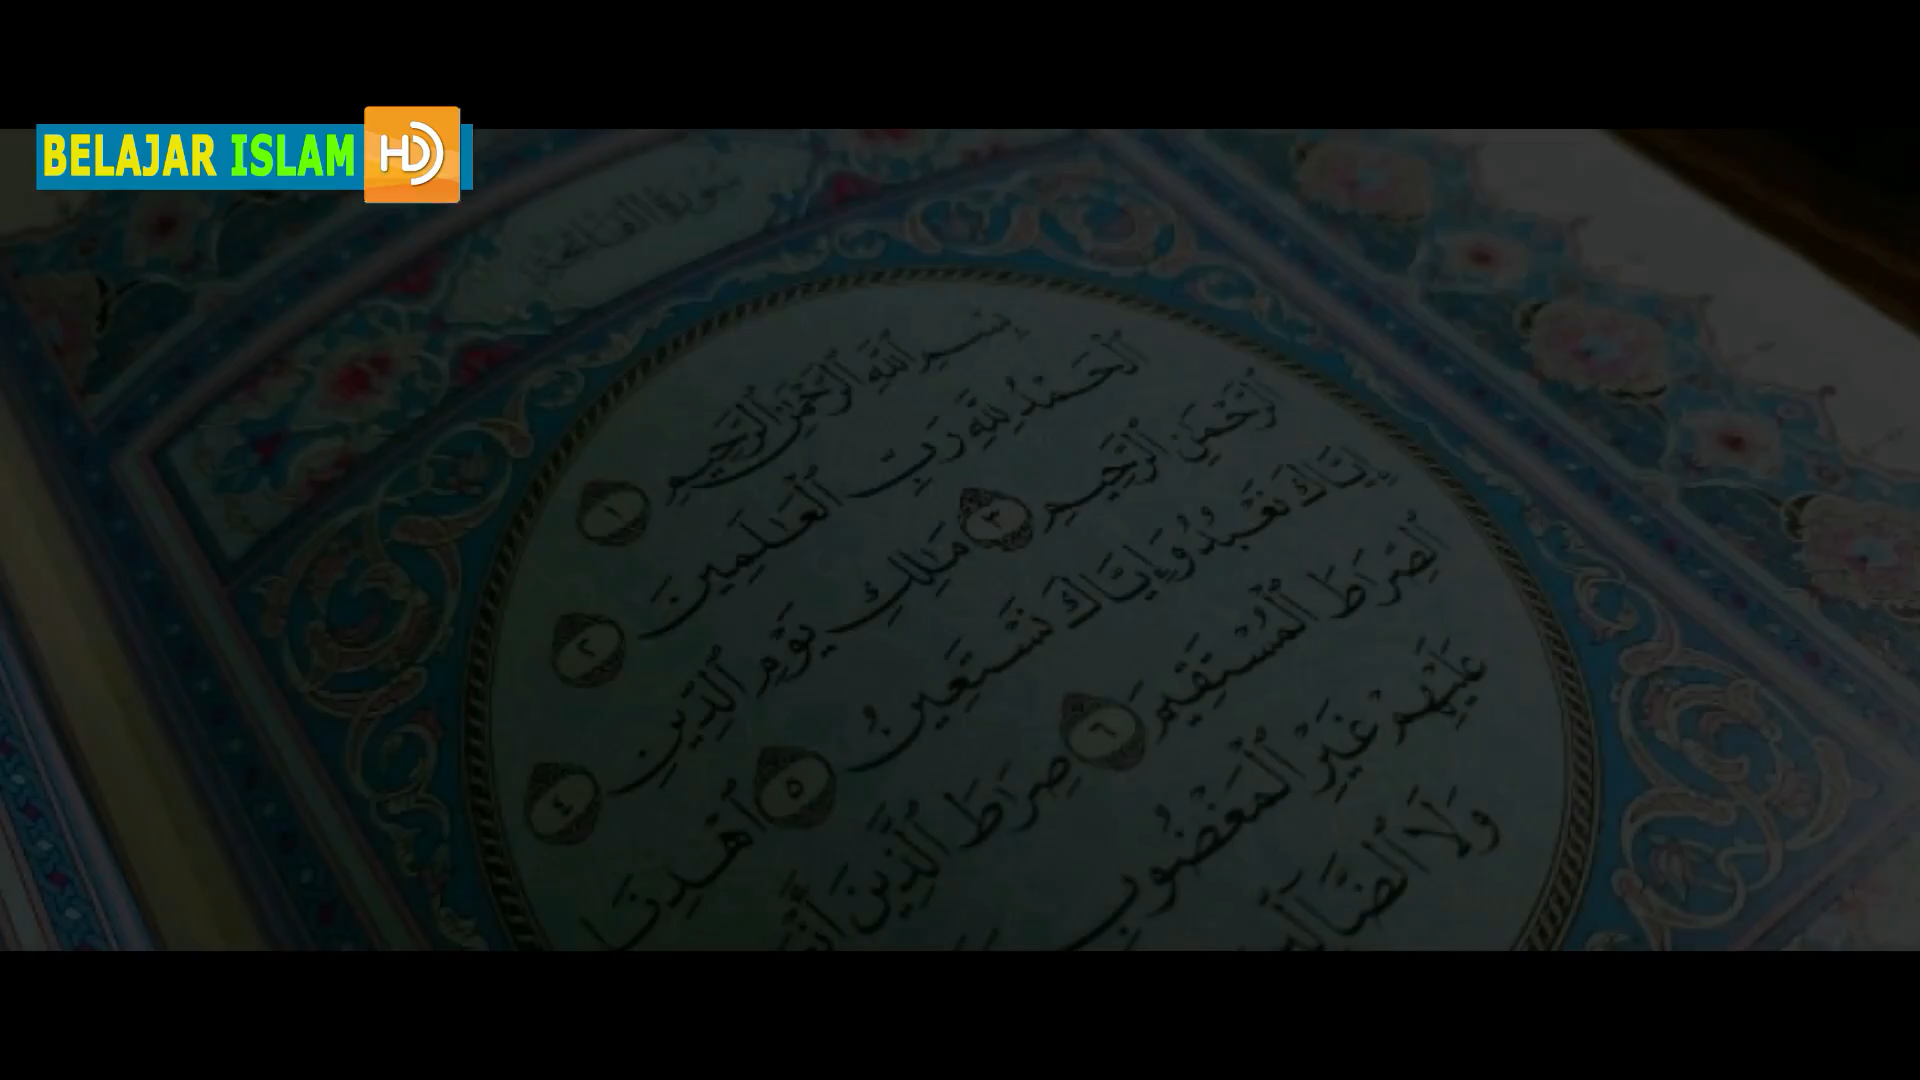 BELAJAR ISLAM HD
سورة الفاتحة
بِسْمِ ٱللَّهِ ٱلرَّحْمَٰنِ ٱلرَّحِيمِ ١
ٱلْحَمْدُ لِلَّهِ رَبِّ ٱلْعَٰلَمِينَ ٢
ٱلرَّحْمَٰنِ ٱلرَّحِيمِ ٣ مَٰلِكِ يَوْمِ ٱلدِّينِ ٤
إِيَّاكَ نَعْبُدُ وَإِيَّاكَ نَسْتَعِينُ ٥ ٱهْدِنَا
ٱلصِّرَٰطَ ٱلْمُسْتَقِيمَ ٦ صِرَٰطَ ٱلَّذِينَ
عَلَيْهِمْ غَيْرِ ٱلْمَغْضُوبِ
وَلَا ٱلضَّآلِّ